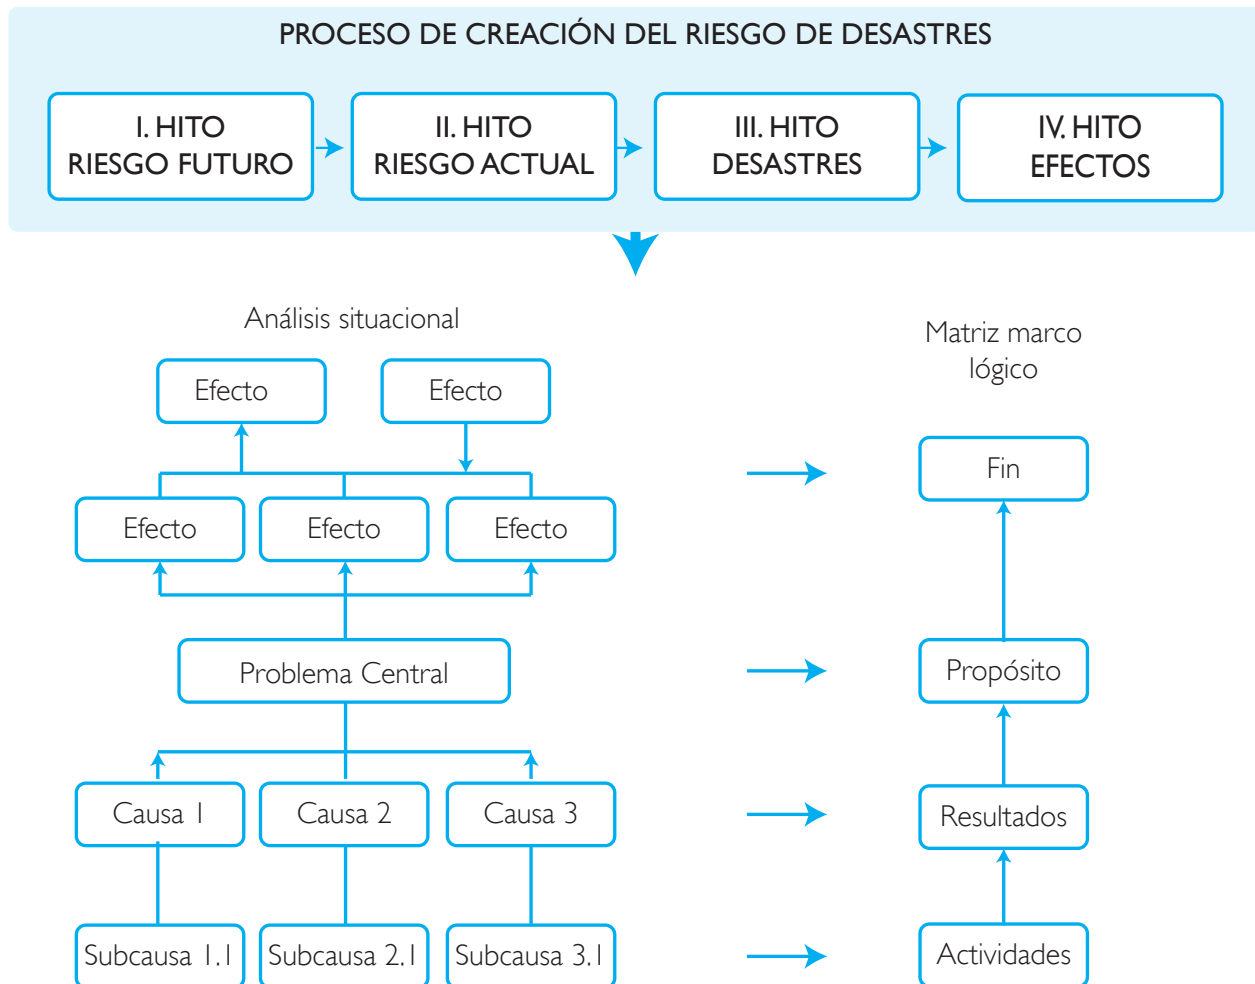 PROCESO DE CREACIÓN DEL RIESGO DE DESASTRES
I. HITO
RIESGO FUTURO
II. HITO
RIESGO ACTUAL
III. HITO
DESASTRES
IV. HITO
EFECTOS
Análisis situacional
Matriz marco
lógico
Efecto
Efecto
Fin
Efecto
Efecto
Efecto
Problema Central
Propósito
Causa 1
Causa 2
Causa 3
Resultados
Subcausa 1.1
Subcausa 2.1
Subcausa 3.1
Actividades